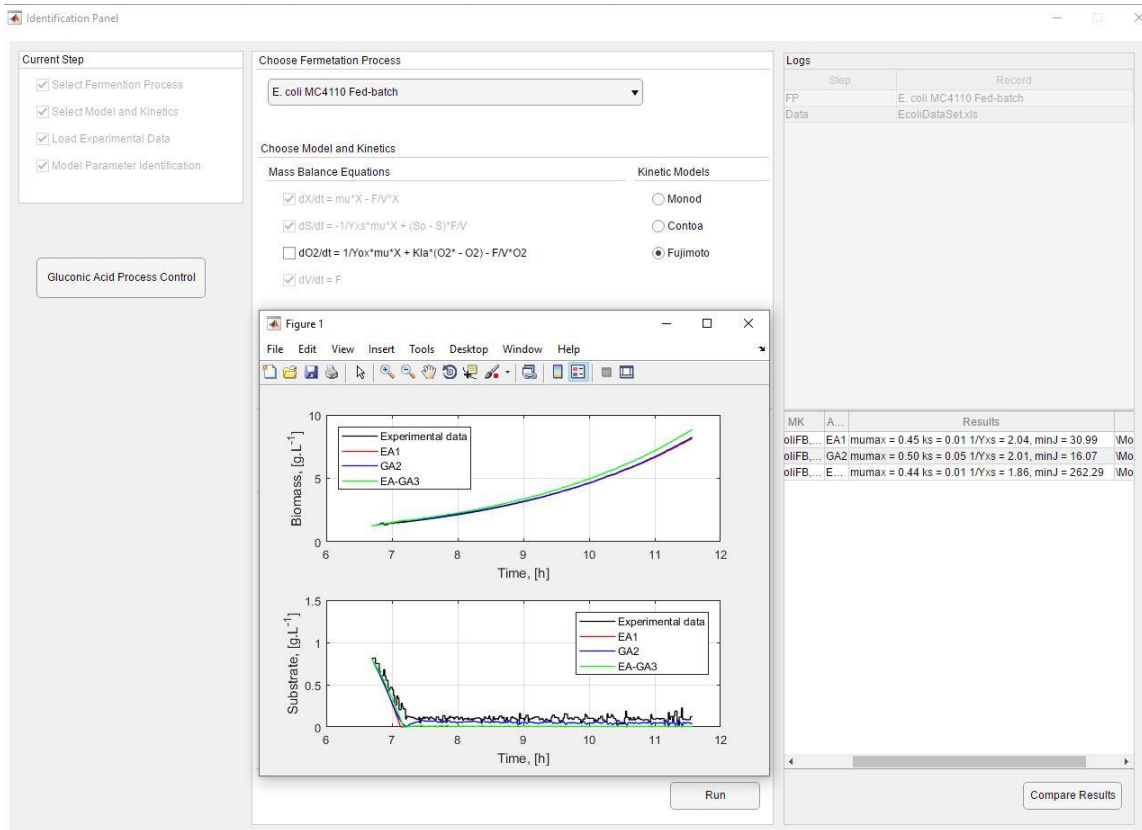 Identification Panel
Current Step
Select Fermention Process
Select Model and Kinetics
Load Experimental Data
Model Parameter Identification
Gluconic Acid Process Control
Choose Fermetation Process
E. coli MC4110 Fed-batch
Choose Model and Kinetics
Mass Balance Equations
dX/dt = mu*X - F/V*X
dS/dt = -1/Yxs*mu*X + (So - S)*F/V
dO2/dt = 1/Yox*mu*X + Kla*(O2* - O2) - F/V*O2
dV/dt = F
Kinetic Models
Monod
Contoa
Fujimoto
Figure 1
File Edit View Insert Tools Desktop Window Help
10
5
0
Biomass, [g.L-1]
Experimental data
EA1
GA2
EA-GA3
6 7 8 9 10 11 12
Time, [h]
1.5
1
0.5
0
Substrate, [g.L-1]
Experimental data
EA1
GA2
EA-GA3
6 7 8 9 10 11 12
Time, [h]
Run
Logs
Step Record
FP E. coli MC4110 Fed-batch
Data EcoliDataSet.xls
MK A... Results
oliFB,... EA1 mumax = 0.45 ks = 0.01 1/Yxs = 2.04, minJ = 30.99 \Mo
oliFB,... GA2 mumax = 0.50 ks = 0.05 1/Yxs = 2.01, minJ = 16.07 \Mo
oliFB,... E... mumax = 0.44 ks = 0.01 1/Yxs = 1.86, minJ = 262.29 \Mo
Compare Results